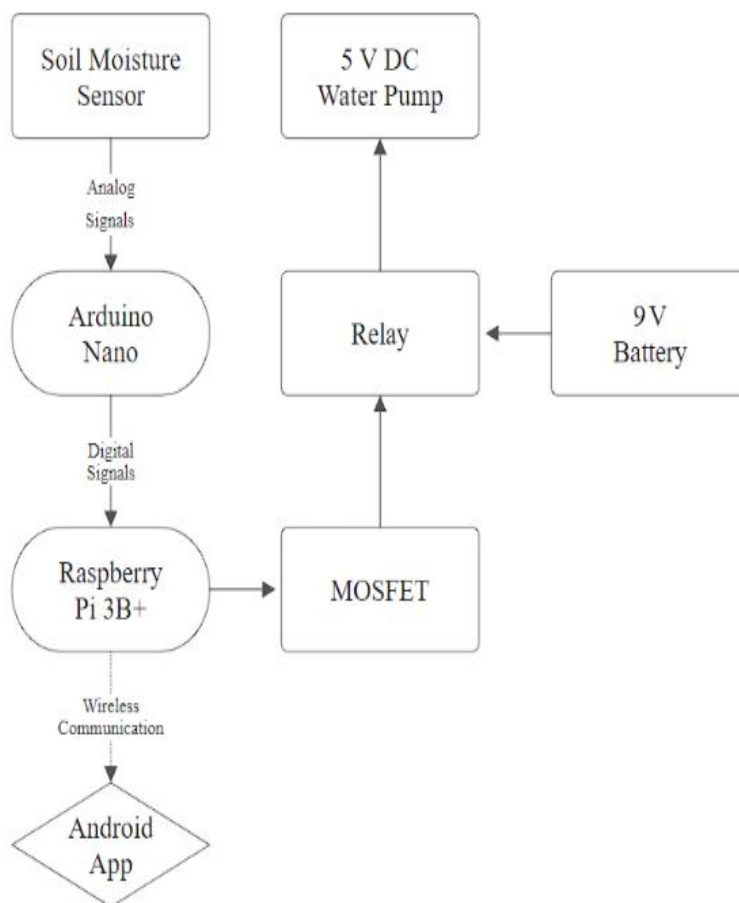 Soil Moisture
Sensor
5 V DC
Water Pump
Analog
Signals
Arduino
Nano
Relay
9 V
Battery
Digital
Signals
Raspberry
Pi 3B+
MOSFET
Wireless
Communication
Android
App